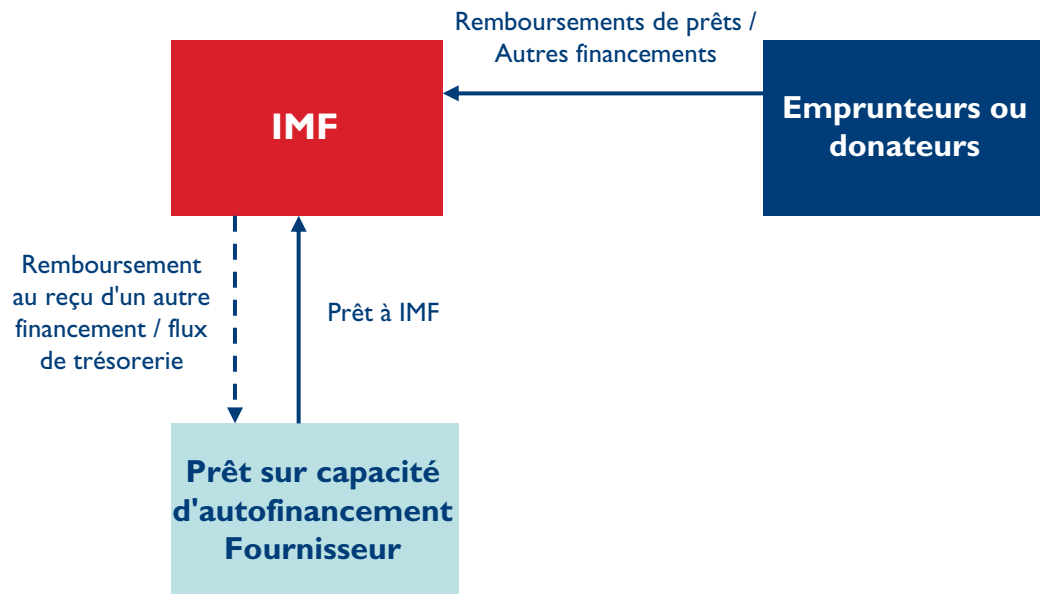 Remboursements de prêts /
Autres financements
IMF
Emprunteurs ou
donateurs
Remboursement
au reçu d'un autre
financement / flux
de trésorerie
Prêt à IMF
Prêt sur capacité
d'autofinancement
Fournisseur